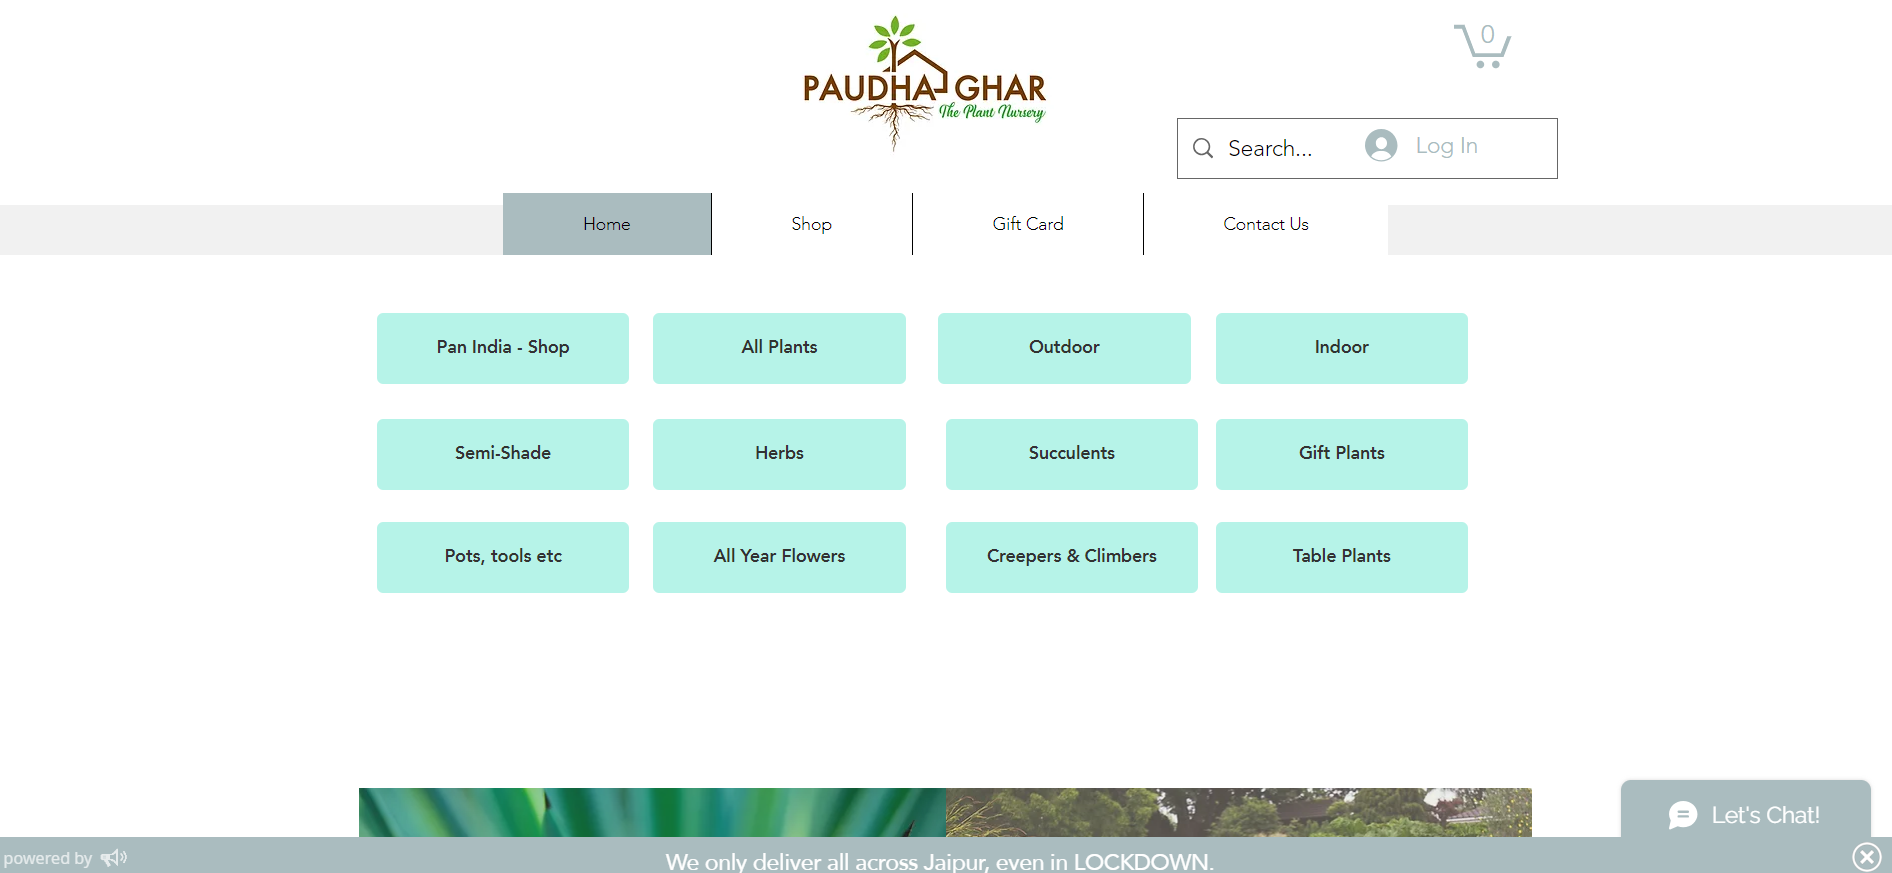 PAUDHA GHAR
The Plant Nursery
0
Search...
Log In
Home
Shop
Gift Card
Contact Us
Pan India - Shop
All Plants
Outdoor
Indoor
Semi-Shade
Herbs
Succulents
Gift Plants
Pots, tools etc
All Year Flowers
Creepers & Climbers
Table Plants
Let's Chat!
powered by
We only deliver all across Jaipur, even in LOCKDOWN.